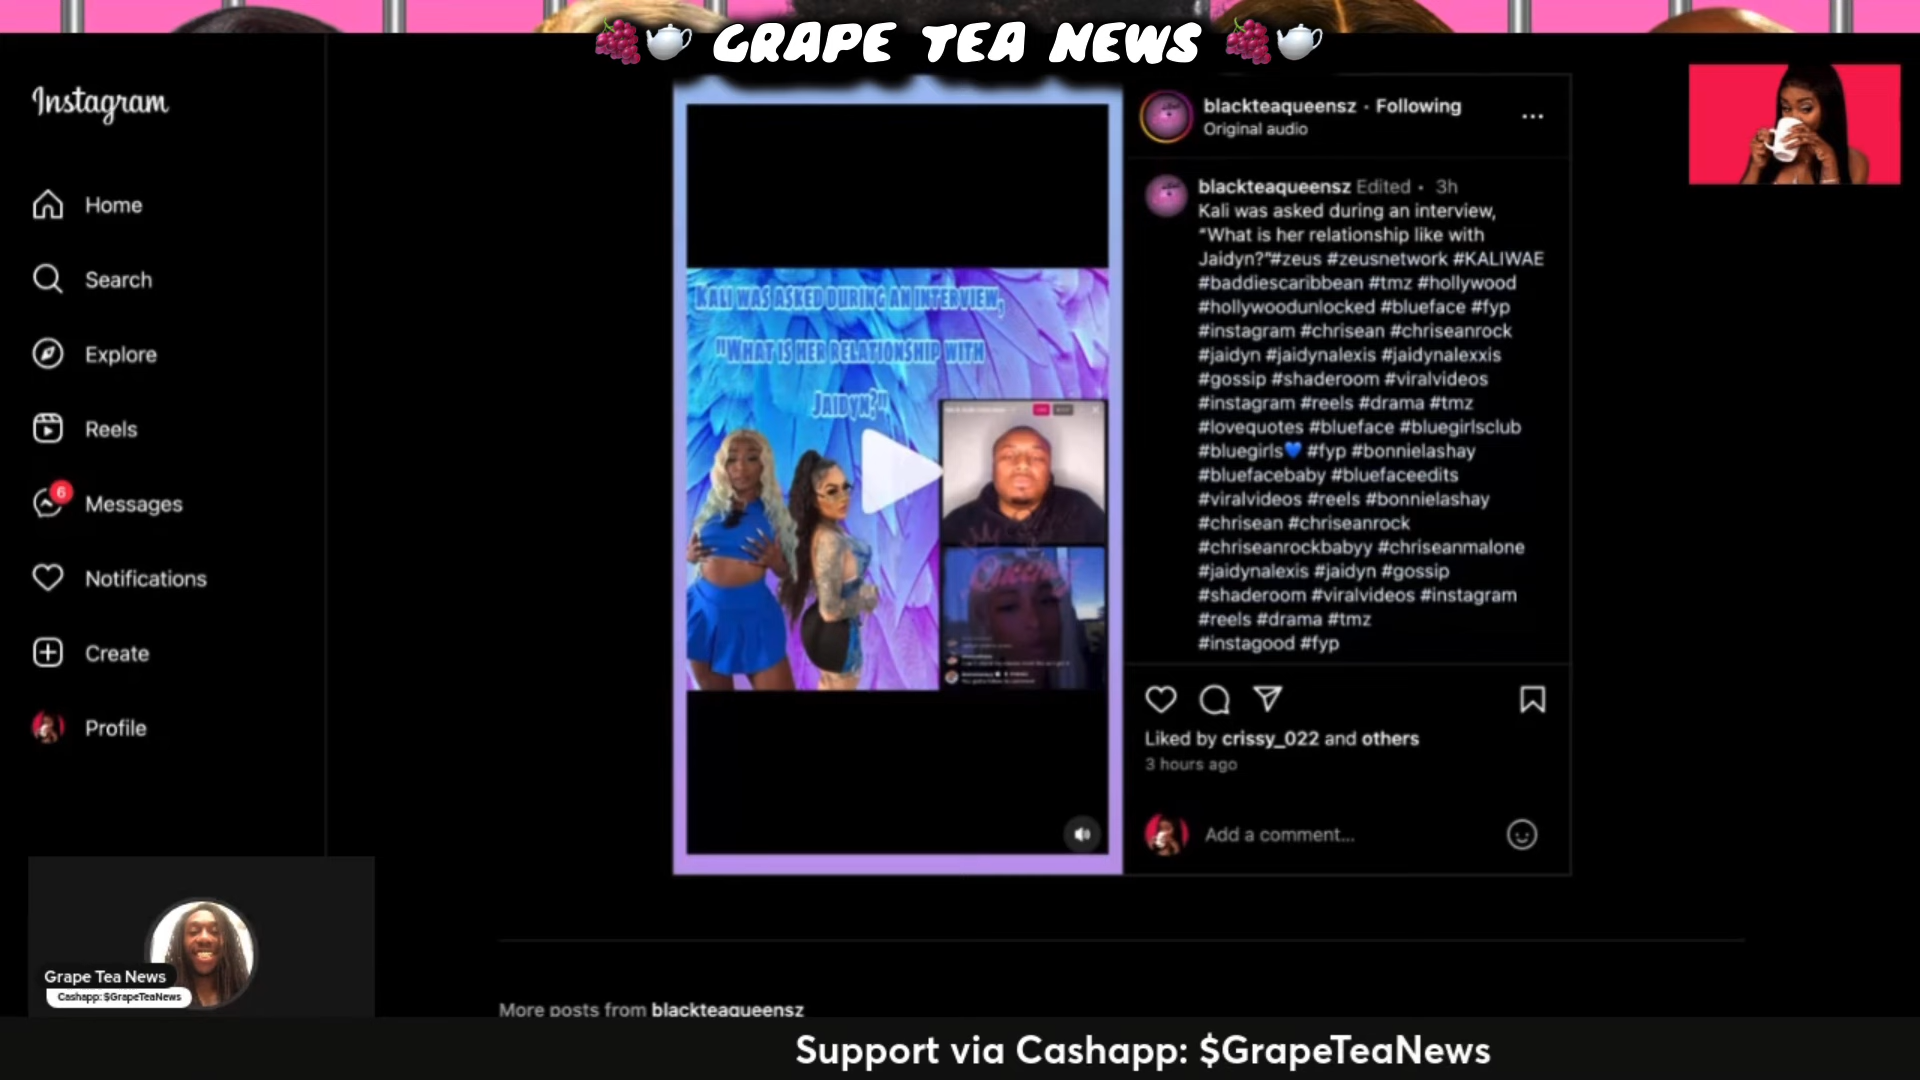 GRAPE TEA NEWS
Instagram
Home
Search
Explore
Reels
6
Messages
Notifications
Create
Profile
KALI WAS ASKED DURING AN INTERVIEW,
"WHAT IS HER RELATIONSHIP WITH
JAIDYN?"
blackteaqueensz • Following
Original audio
blackteaqueensz Edited • 3h
Kali was asked during an interview,
"What is her relationship like with
Jaidyn?"#zeus #zeusnetwork #KALIWAE
#baddiescaribbean #tmz #hollywood
#hollywoodunlocked #blueface #fyp
#instagram #chrisean #chriseanrock
#jaidyn #jaidynalexis #jaidynalexxis
#gossip #shaderoom #viralvideos
#instagram #reels #drama #tmz
#lovequotes #blueface #bluegirlsclub
#bluegirls💙 #fyp #bonnielashay
#bluefacebaby #bluefaceedits
#viralvideos #reels #bonnielashay
#chrisean #chriseanrock
#chriseanrockbabyy #chriseanmalone
#jaidynalexis #jaidyn #gossip
#shaderoom #viralvideos #instagram
#reels #drama #tmz
#instagood #fyp
Liked by crissy_022 and others
3 hours ago
Add a comment...
Grape Tea News
Cashapp: $GrapeTeaNews
More posts from blackteaqueensz
Support via Cashapp: $GrapeTeaNews